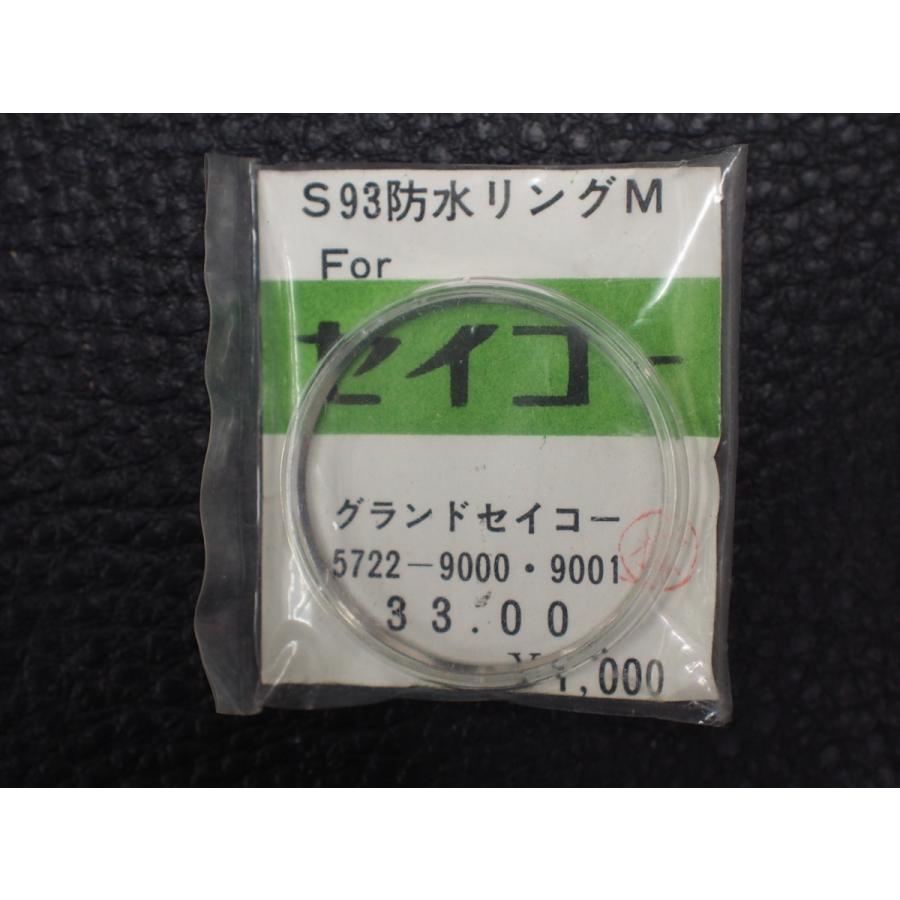 S93防水リングM
For
セイコー
グランドセイコー
5722-9000・9001
33.00
¥1,000